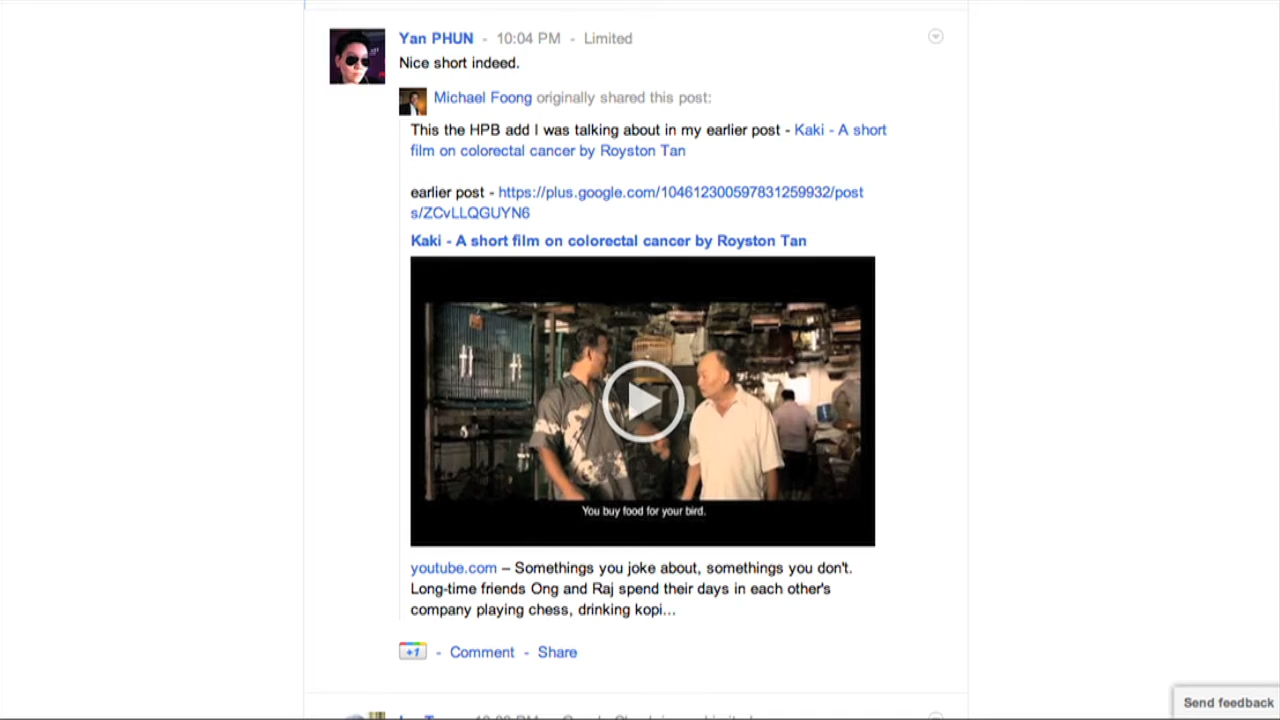 Yan PHUN - 10:04 PM - Limited
Nice short indeed.
Michael Foong originally shared this post:
This the HPB add I was talking about in my earlier post - Kaki - A short
film on colorectal cancer by Royston Tan
earlier post - https://plus.google.com/104612300597831259932/post
s/ZCvLLQGUYN6
Kaki - A short film on colorectal cancer by Royston Tan
You buy food for your bird.
youtube.com – Somethings you joke about, somethings you don't.
Long-time friends Ong and Raj spend their days in each other's
company playing chess, drinking kopi...
+1 - Comment - Share
Send feedback